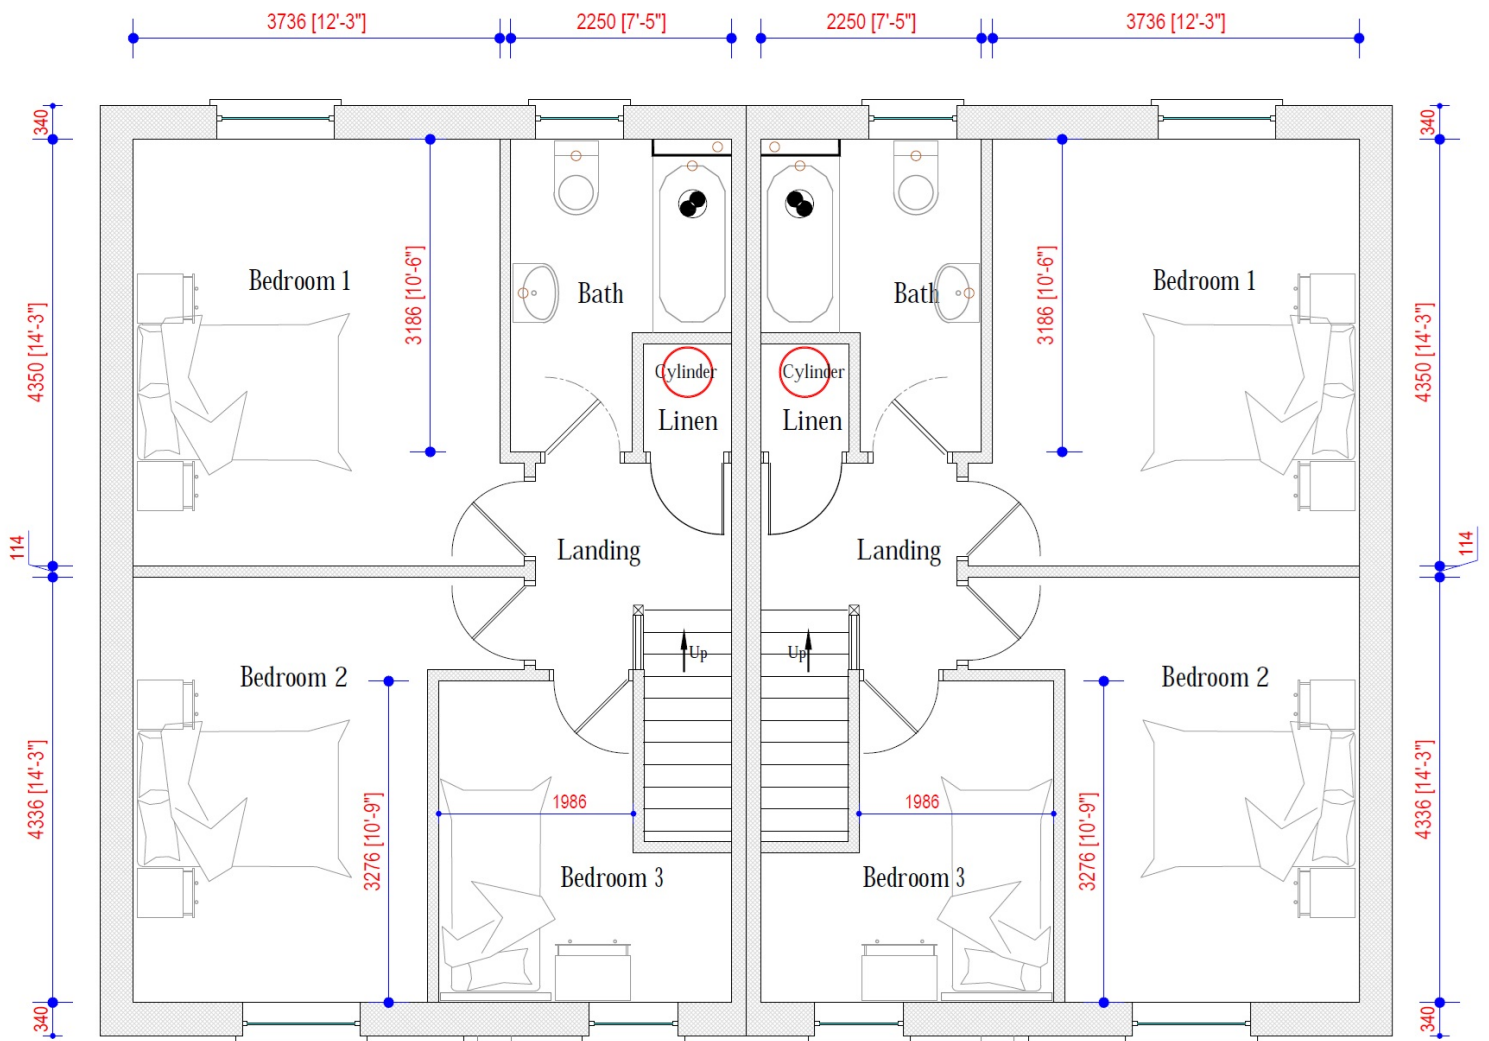 3736 [12'-3"]
2250 [7'-5"]
2250 [7'-5"]
3736 [12'-3"]
340
340
Bedroom 1
3186 [10'-6"]
Bath
Bath
3186 [10'-6"]
Bedroom 1
4350 [14'-3"]
4350 [14'-3"]
Cylinder
Cylinder
Linen
Linen
114
Landing
Landing
114
Up
Up
Bedroom 2
Bedroom 2
4336 [14'-3"]
3276 [10'-9"]
1986
1986
3276 [10'-9"]
4336 [14'-3"]
Bedroom 3
Bedroom 3
340
340